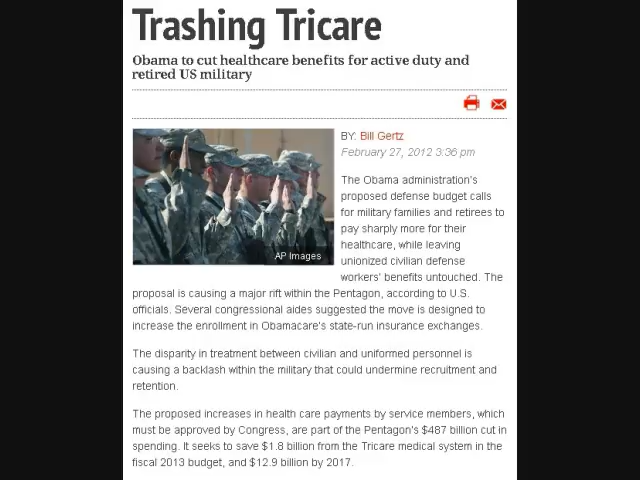 Trashing Tricare
Obama to cut healthcare benefits for active duty and
retired US military
BY: Bill Gertz
February 27, 2012 3:36 pm
AP Images
The Obama administration's
proposed defense budget calls
for military families and retirees to
pay sharply more for their
healthcare, while leaving
unionized civilian defense
workers' benefits untouched. The
proposal is causing a major rift within the Pentagon, according to U.S.
officials. Several congressional aides suggested the move is designed to
increase the enrollment in Obamacare's state-run insurance exchanges.
The disparity in treatment between civilian and uniformed personnel is
causing a backlash within the military that could undermine recruitment and
retention.
The proposed increases in health care payments by service members, which
must be approved by Congress, are part of the Pentagon's $487 billion cut in
spending. It seeks to save $1.8 billion from the Tricare medical system in the
fiscal 2013 budget, and $12.9 billion by 2017.